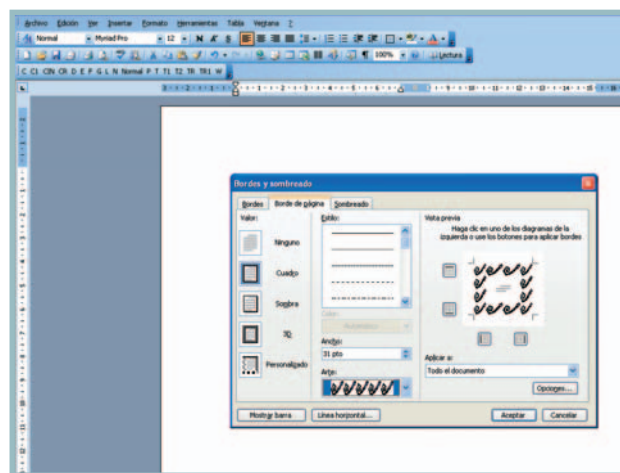 Archivo Edición Ver Insertar Formato Herramientas Tabla Ventana ?
Normal Myriad Pro 12 N K S
100% Lectura
C C1 CIN CR D E P G L N Normal P T T1 T2 TR TR1 W
Bordes y sombreado
Bordes Borde de página Sombreado
Valor:
Ninguno
Cuadro
Sombra
3D
Personalizado
Estilo:
Color:
Automático
Ancho:
31 pto
Arte:
Vista previa
Haga clic en uno de los diagramas de la
izquierda o use los botones para aplicar bordes
Aplicar a:
Todo el documento
Opciones...
Mostrar barra Línea horizontal... Aceptar Cancelar